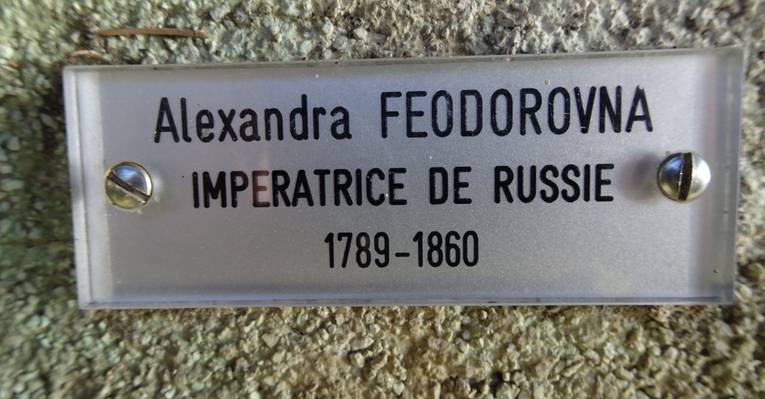 Alexandra FEODOROVNA
IMPERATRICE DE RUSSIE
1789-1860